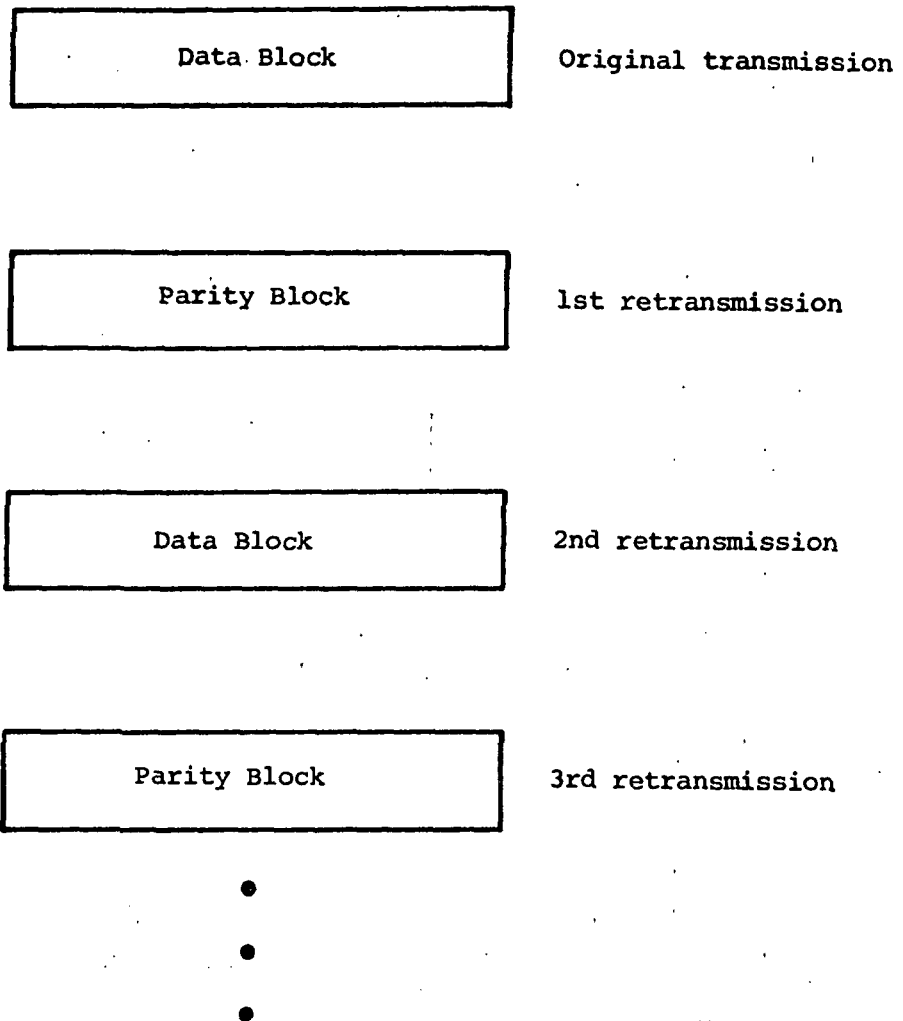 Data Block Original transmission
Parity Block 1st retransmission
Data Block 2nd retransmission
Parity Block 3rd retransmission